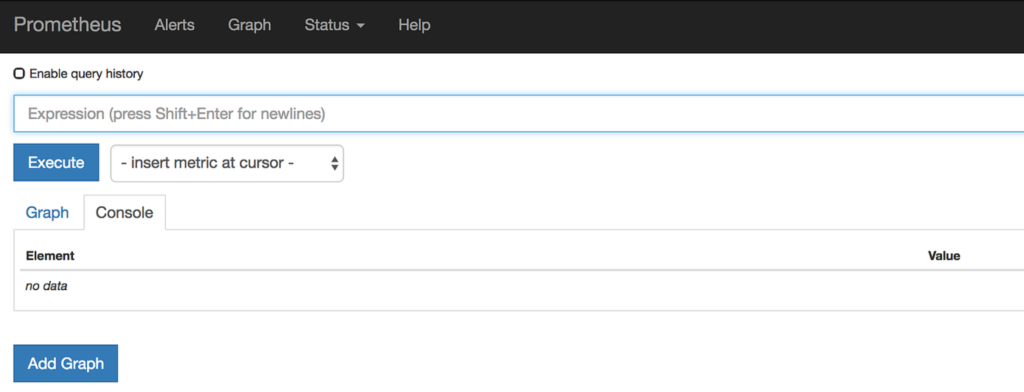 Prometheus Alerts Graph Status Help
Enable query history
Expression (press Shift+Enter for newlines)
Execute - insert metric at cursor -
Graph Console
Element Value
no data
Add Graph